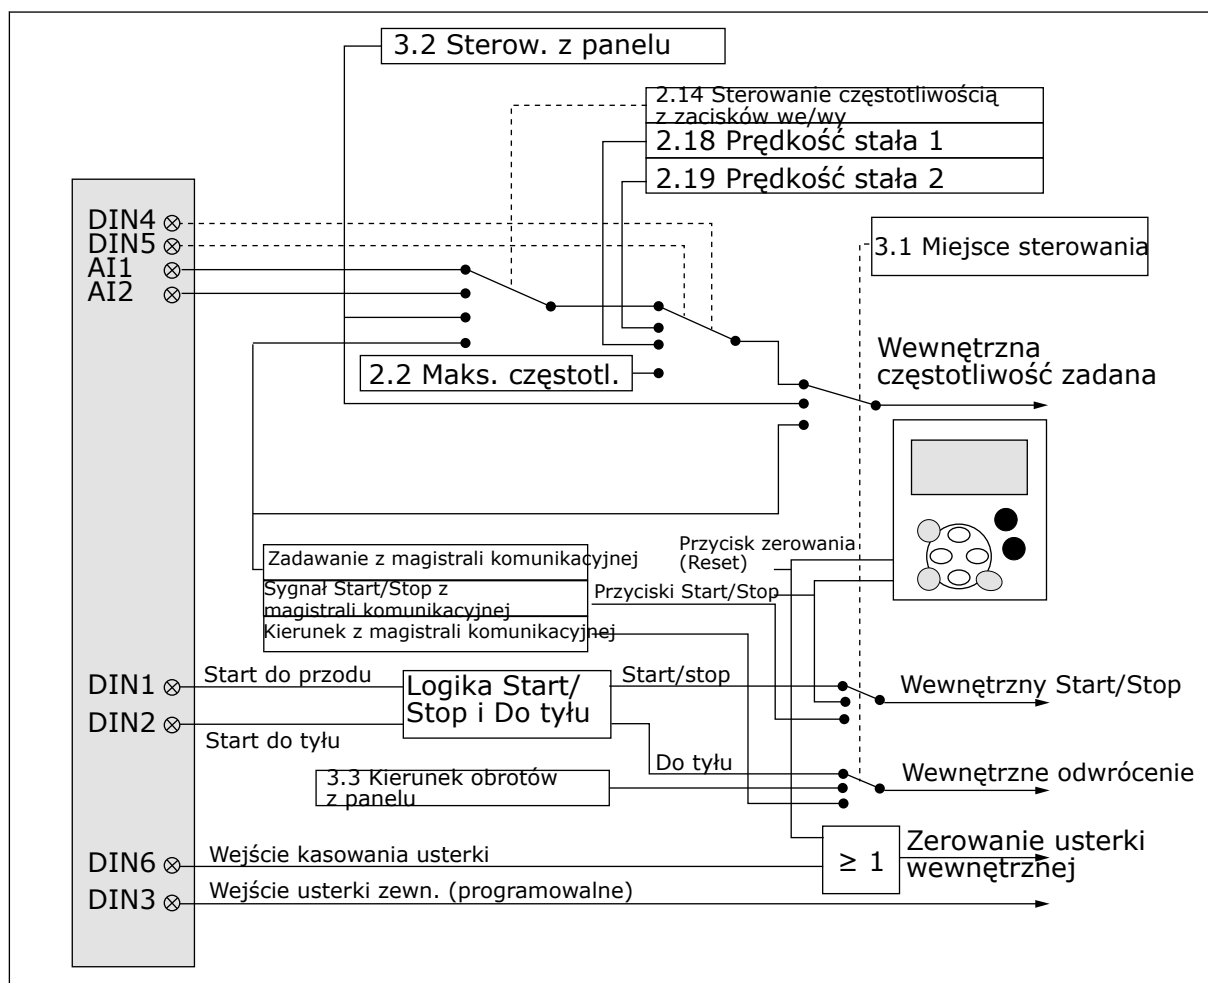 3.2 Sterow. z panelu
2.14 Sterowanie częstotliwością
z zacisków we/wy
2.18 Prędkość stała 1
2.19 Prędkość stała 2
DIN4
DIN5
AI1
AI2
3.1 Miejsce sterowania
Wewnętrzna
częstotliwość zadana
2.2 Maks. częstotl.
Zadawanie z magistrali komunikacyjnej
Sygnał Start/Stop z
magistrali komunikacyjnej
Kierunek z magistrali komunikacyjnej
Przycisk zerowania
(Reset)
Przyciski Start/Stop
DIN1
Start do przodu
Logika Start/
Stop i Do tyłu
Start/stop
Wewnętrzny Start/Stop
DIN2
Start do tyłu
Do tyłu
Wewnętrzne odwrócenie
3.3 Kierunek obrotów
z panelu
DIN6
Wejście kasowania usterki
≥ 1
Zerowanie usterki
wewnętrznej
DIN3
Wejście usterki zewn. (programowalne)